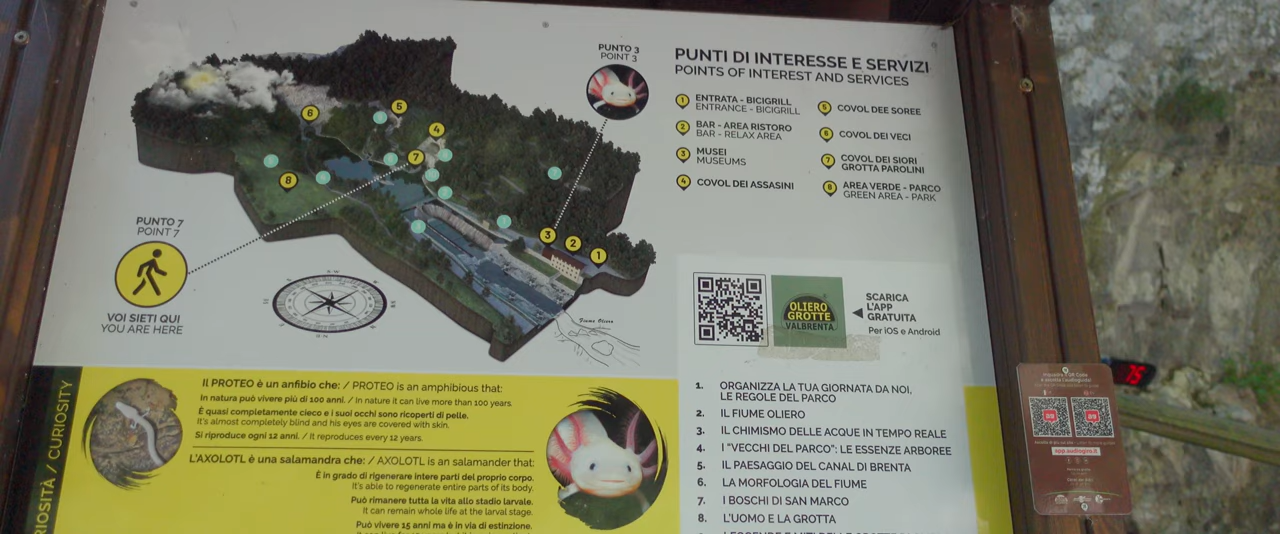 PUNTI DI INTERESSE E SERVIZI
POINTS OF INTEREST AND SERVICES
1 ENTRATA - BICIGRILL
ENTRANCE - BICIGRILL
2 BAR - AREA RISTORO
BAR - RELAX AREA
3 MUSEI
MUSEUMS
4 COVOL DEI ASSASINI
5 COVOL DEE SOREE
6 COVOL DEI VECI
7 COVOL DEI SIORI
GROTTA PAROLINI
8 AREA VERDE - PARCO
GREEN AREA - PARK
PUNTO 3
POINT 3
6
5
4
7
8
3
2
1
PUNTO 7
POINT 7
VOI SIETI QUI
YOU ARE HERE
Fiume Oliero
OLIERO
GROTTE
VALBRENTA
SCARICA
L'APP
GRATUITA
Per iOS e Android
RIOSITÀ / CURIOSITY
Il PROTEO è un anfibio che: / PROTEO is an amphibious that:
In natura può vivere più di 100 anni. / In nature it can live more than 100 years.
È quasi completamente cieco e i suoi occhi sono ricoperti di pelle.
It's almost completely blind and his eyes are covered with skin.
Si riproduce ogni 12 anni. / It reproduces every 12 years.
L'AXOLOTL è una salamandra che: / AXOLOTL is an salamander that:
È in grado di rigenerare intere parti del proprio corpo.
It's able to regenerate entire parts of its body.
Può rimanere tutta la vita allo stadio larvale.
It can remain whole life at the larval stage.
Può vivere 15 anni ma è in via di estinzione.
1. ORGANIZZA LA TUA GIORNATA DA NOI,
LE REGOLE DEL PARCO
2. IL FIUME OLIERO
3. IL CHIMISMO DELLE ACQUE IN TEMPO REALE
4. I "VECCHI DEL PARCO": LE ESSENZE ARBOREE
5. IL PAESAGGIO DEL CANAL DI BRENTA
6. LA MORFOLOGIA DEL FIUME
7. I BOSCHI DI SAN MARCO
8. L'UOMO E LA GROTTA
app.audiogiro.it
75